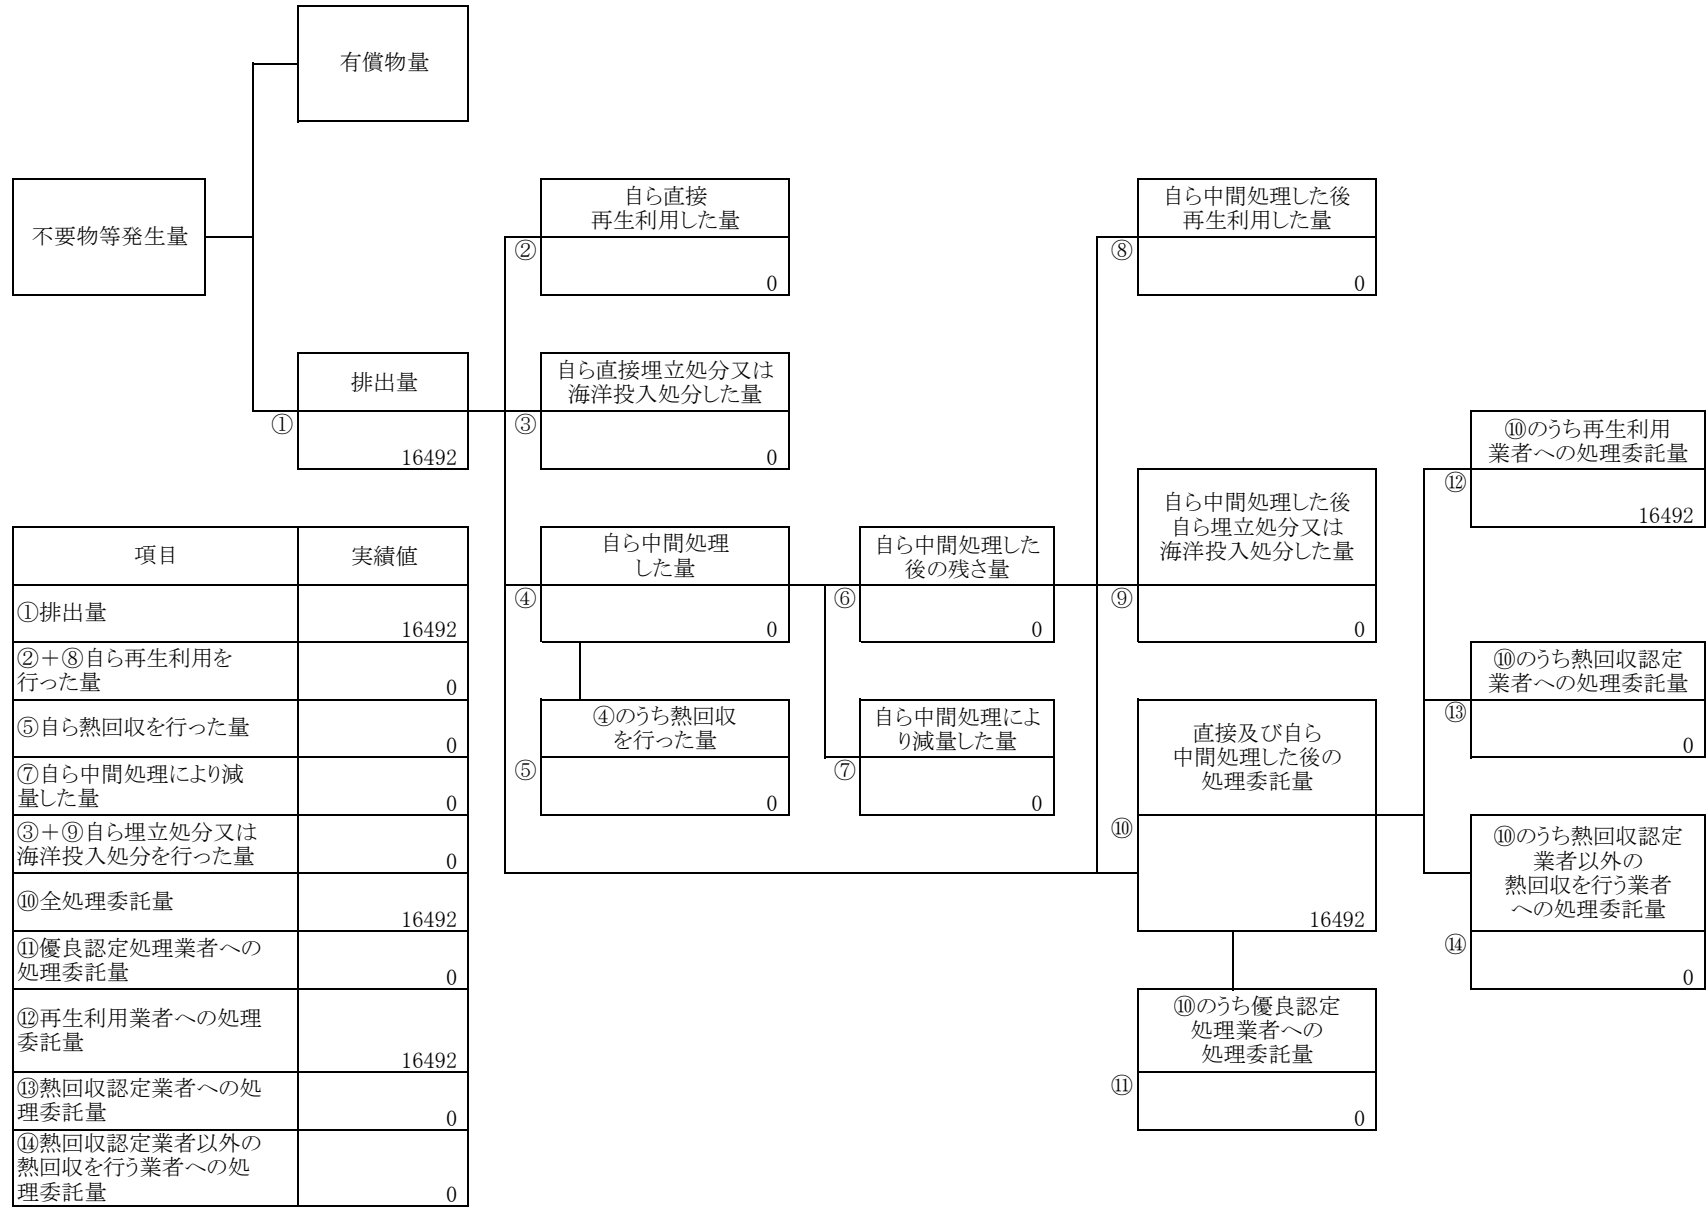 有償物量
不要物等発生量
自ら直接
再生利用した量
②
0
自ら中間処理した後
再生利用した量
⑧
0
排出量
①
16492
自ら直接埋立処分又は
海洋投入処分した量
③
0
⑩のうち再生利用
業者への処理委託量
⑫
16492
自ら中間処理
した量
④
0
自ら中間処理した
後の残さ量
⑥
0
自ら中間処理した後
自ら埋立処分又は
海洋投入処分した量
⑨
0
⑩のうち熱回収認定
業者への処理委託量
⑬
0
④のうち熱回収
を行った量
⑤
0
自ら中間処理によ
り減量した量
⑦
0
直接及び自ら
中間処理した後の
処理委託量
⑩
16492
⑩のうち熱回収認定
業者以外の
熱回収を行う業者
への処理委託量
⑭
0
⑩のうち優良認定
処理業者への
処理委託量
⑪
0
項目 実績値
①排出量
16492
②+⑧自ら再生利用を
行った量
0
⑤自ら熱回収を行った量
0
⑦自ら中間処理により減
量した量
0
③+⑨自ら埋立処分又は
海洋投入処分を行った量
0
⑩全処理委託量
16492
⑪優良認定処理業者への
処理委託量
0
⑫再生利用業者への処理
委託量
16492
⑬熱回収認定業者への処
理委託量
0
⑭熱回収認定業者以外の
熱回収を行う業者への処
理委託量
0